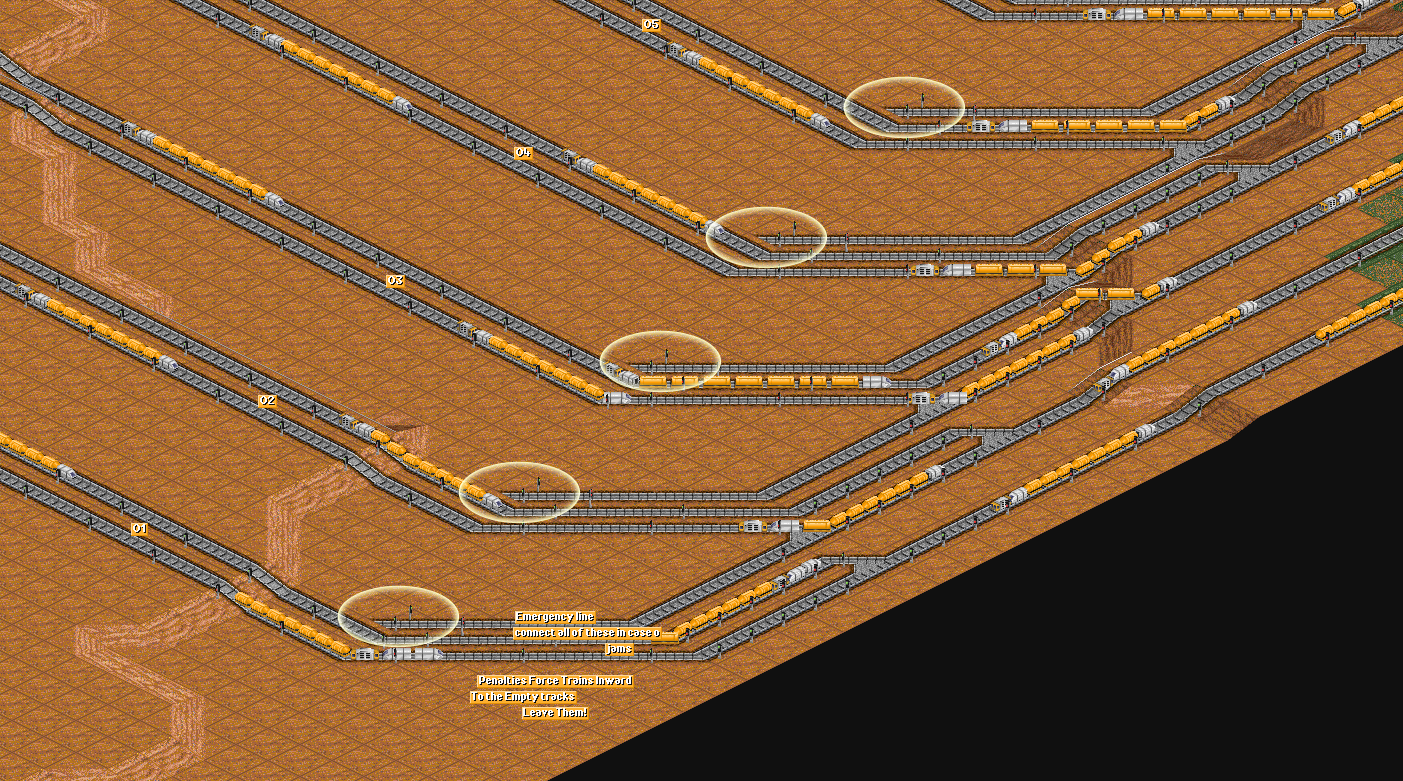 05
04
03
02
01
Emergency line
connect all of these in case o
jams
Penalties Force Trains Inward
To the Empty tracks
Leave Them!